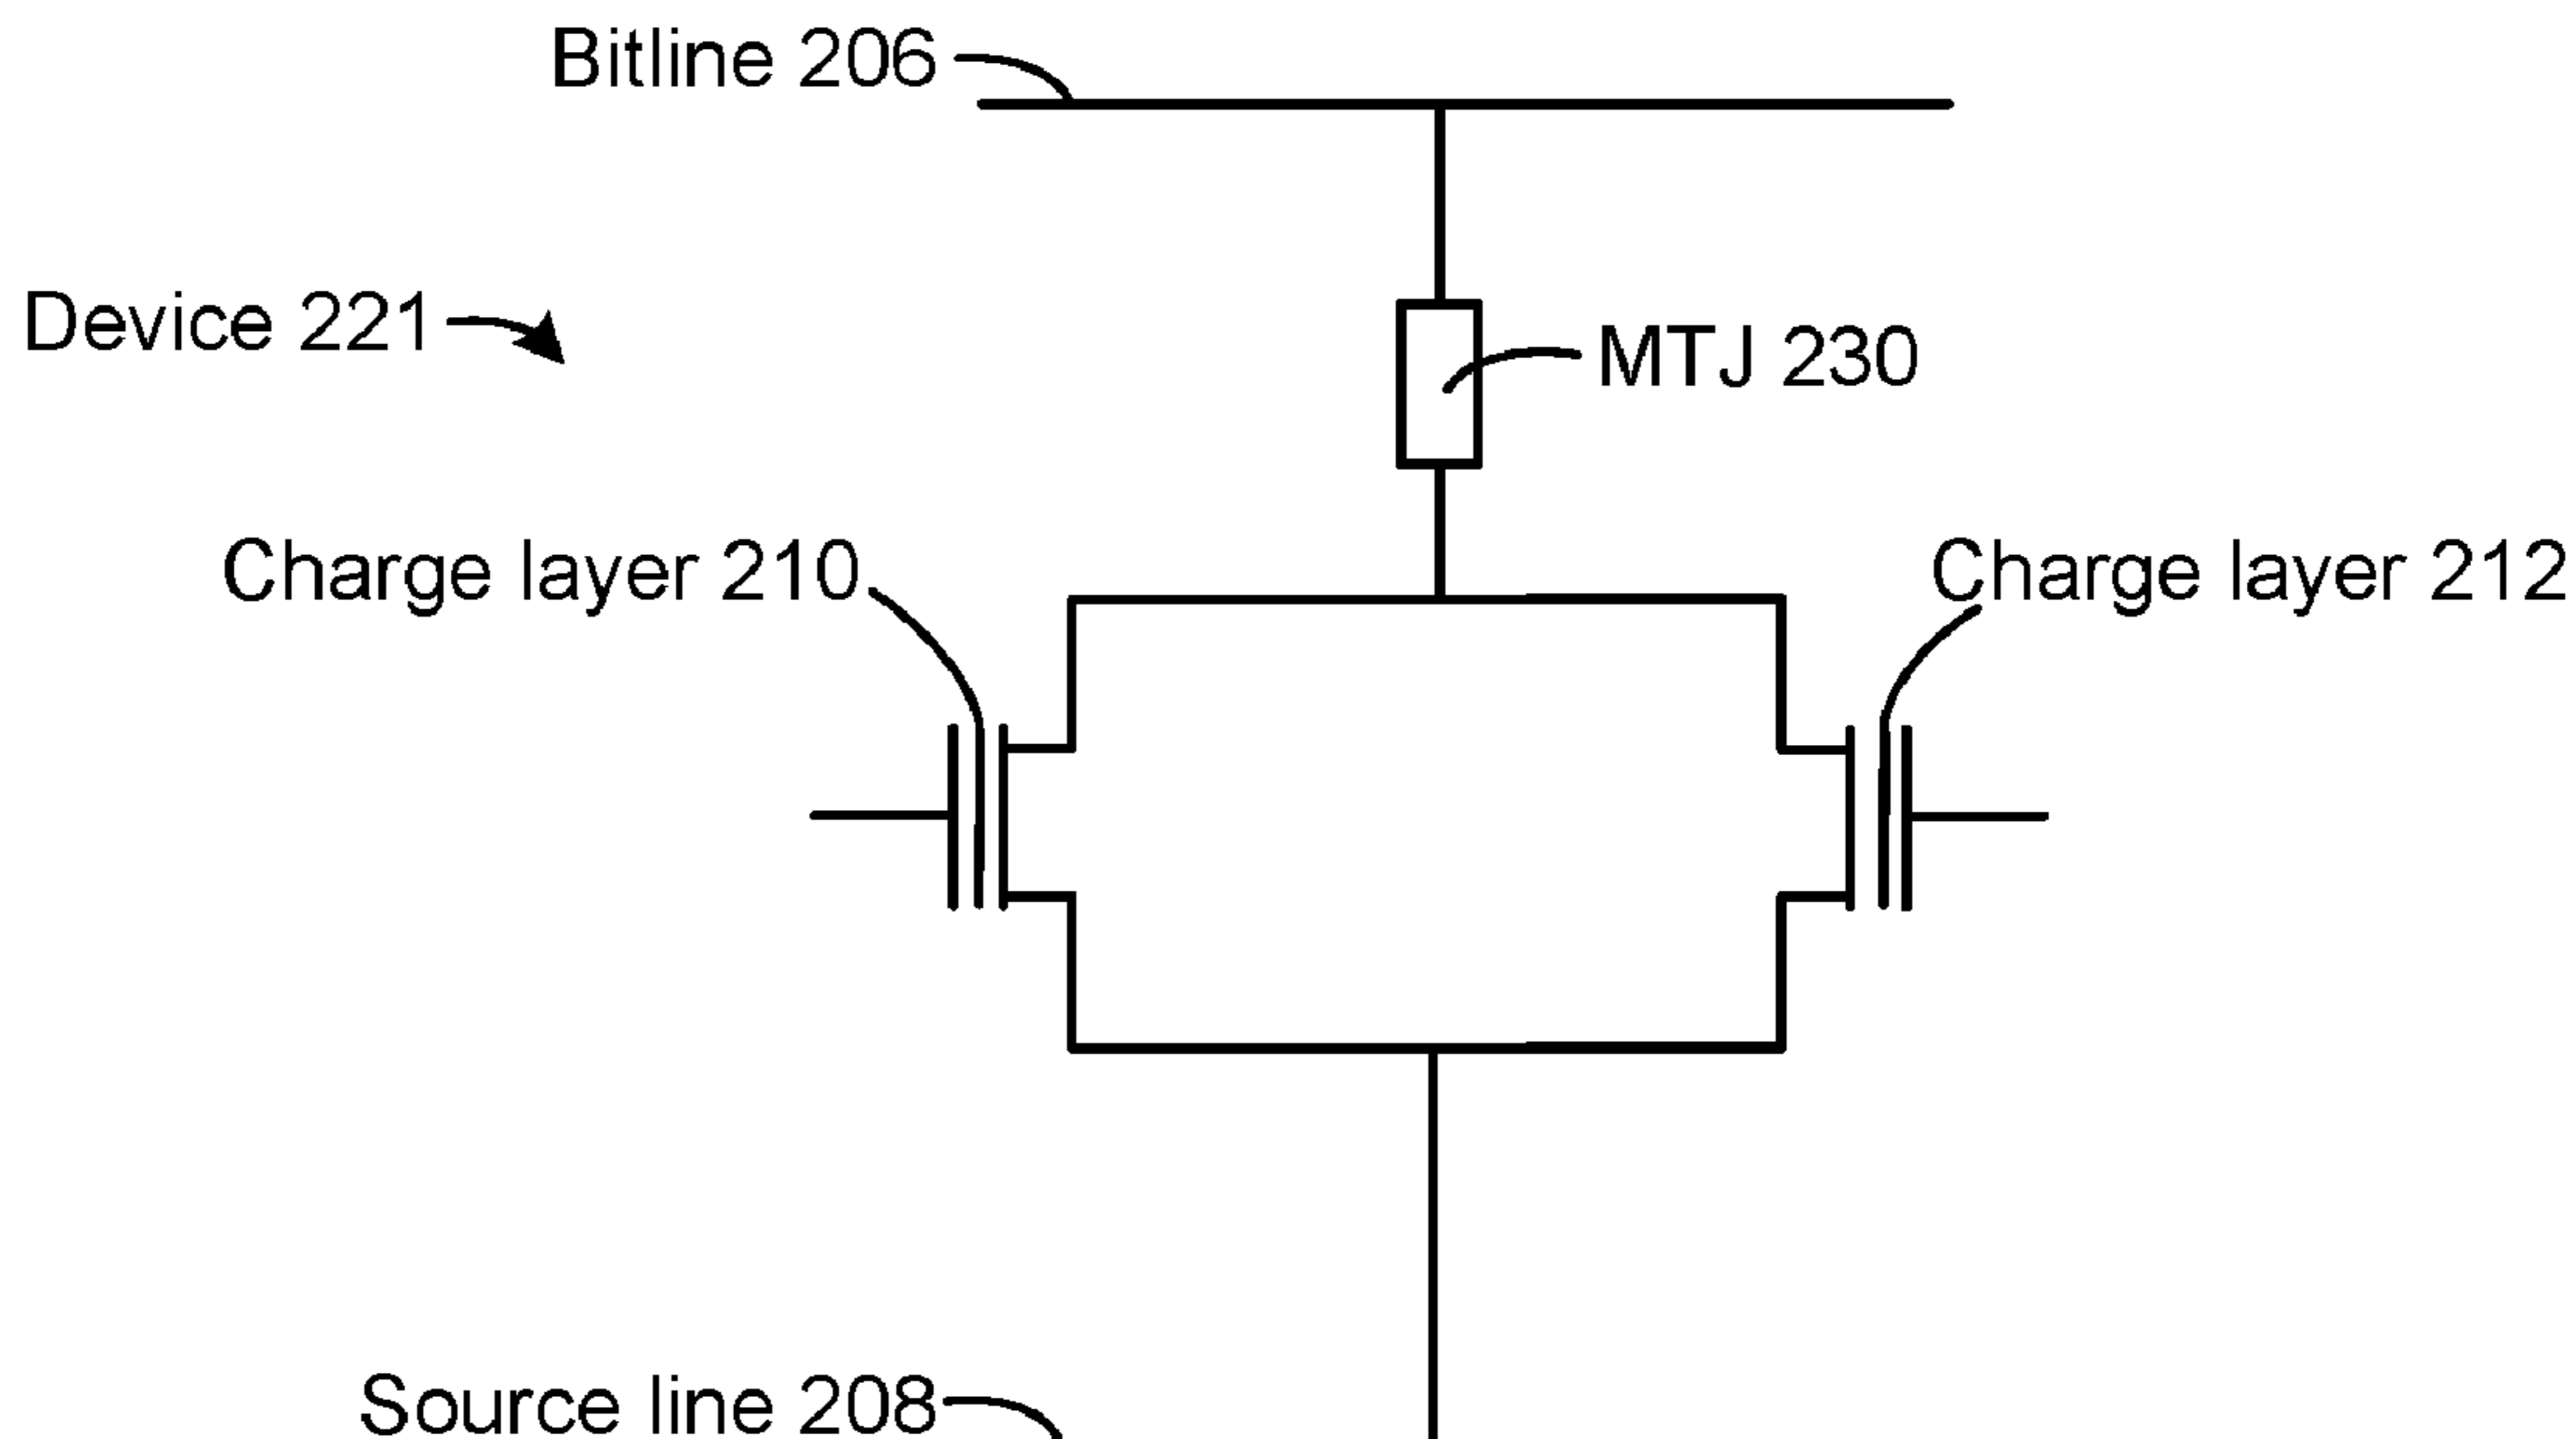 Bitline 206
Device 221
MTJ 230
Charge layer 210
Charge layer 212
Source line 208